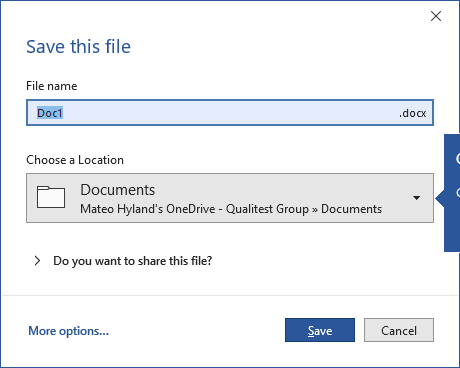 Save this file
File name
Doc1 .docx
Choose a Location
Documents
Mateo Hyland's OneDrive - Qualitest Group » Documents
Do you want to share this file?
More options...
Save
Cancel